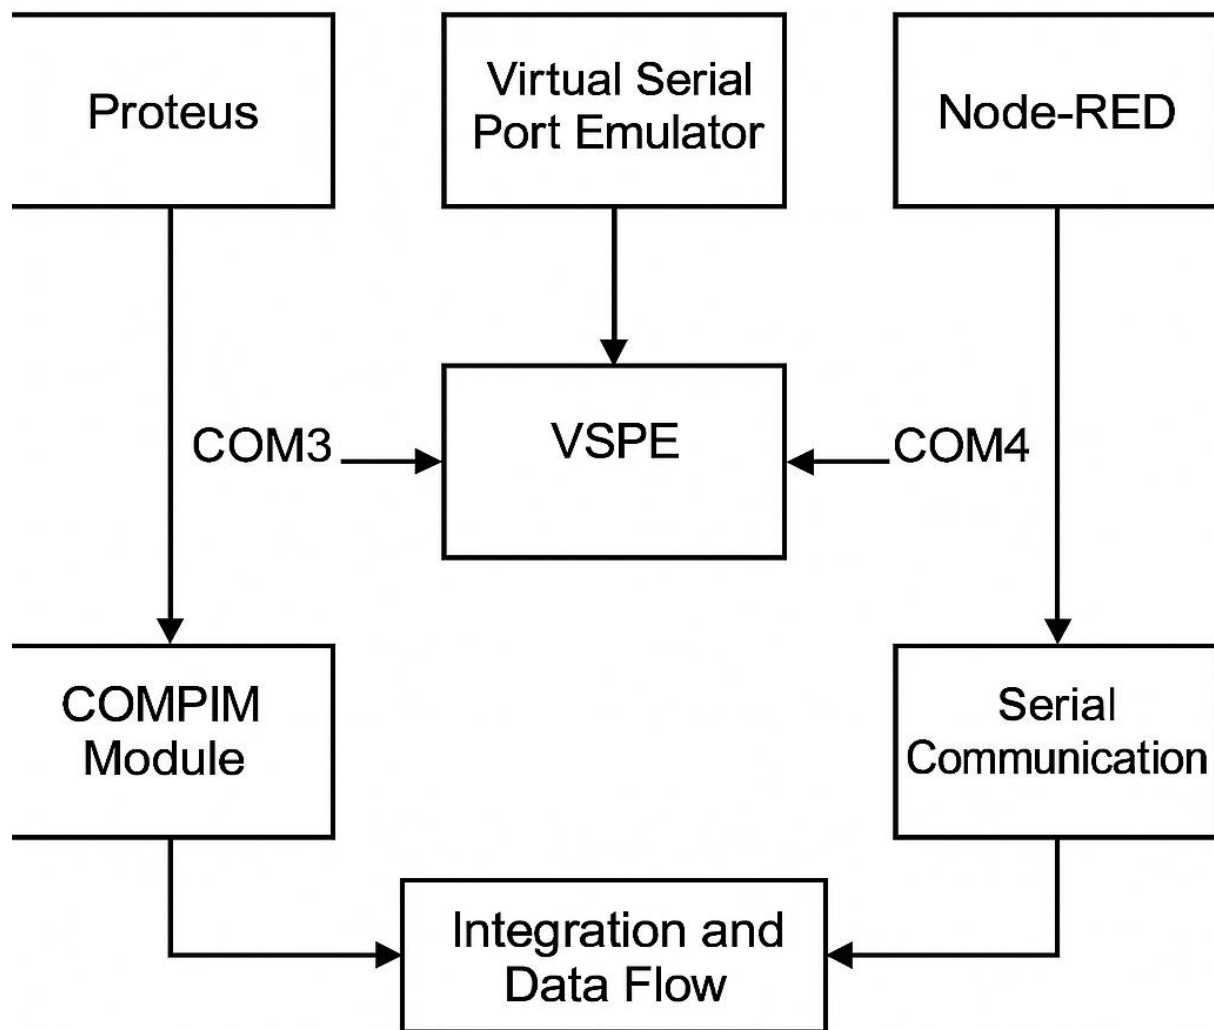 Proteus
Virtual Serial
Port Emulator
Node-RED
COM3
VSPE
COM4
COMPIM
Module
Serial
Communication
Integration and
Data Flow